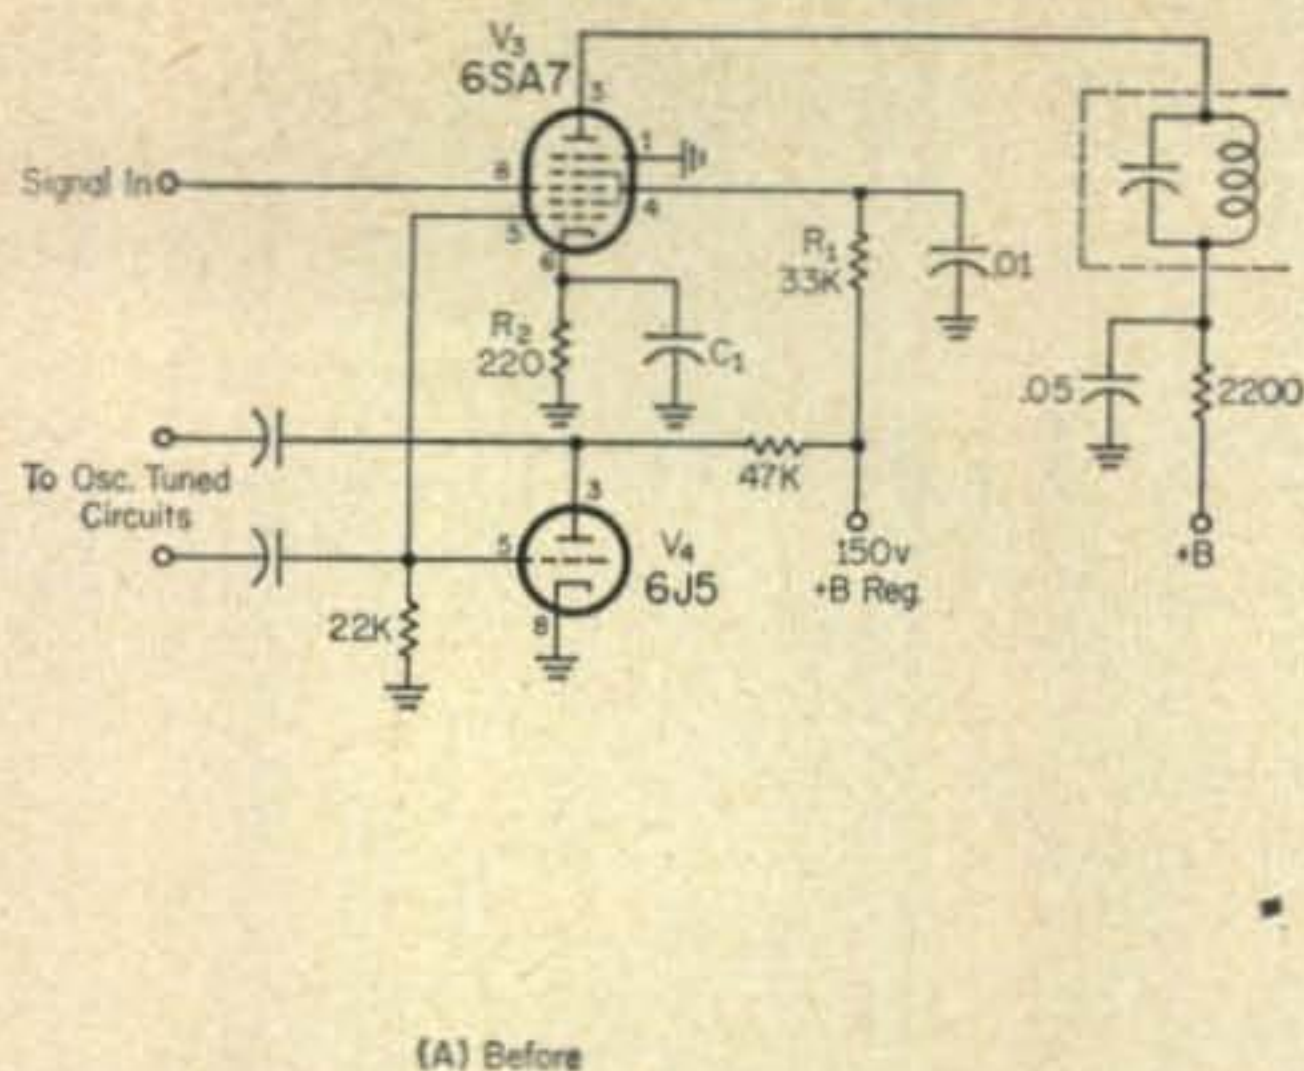 V3
6SA7
3
1
8
Signal In
4
5
6
R1
33K
.01
R2
220
C1
.05
2200
47K
To Osc. Tuned
Circuits
3
5
V4
6J5
150v
+B Reg.
+B
22K
8
(A) Before